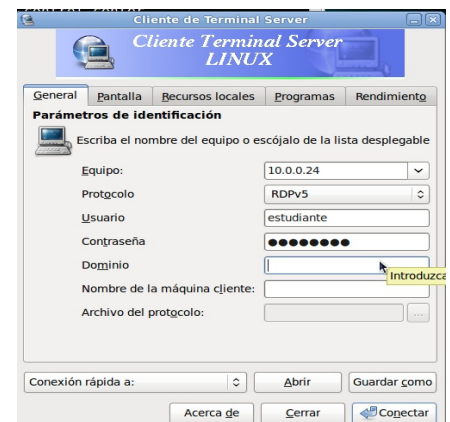 Cliente de Terminal Server
Cliente Terminal Server
LINUX
General Pantalla Recursos locales Programas Rendimiento
Parámetros de identificación
Escriba el nombre del equipo o escójalo de la lista desplegable
Equipo: 10.0.0.24
Protocolo RDPv5
Usuario estudiante
Contraseña ●●●●●●●●
Dominio
Introduzca
Nombre de la máquina cliente:
Archivo del protocolo: ...
Conexión rápida a: Abrir Guardar como
Acerca de Cerrar Conectar